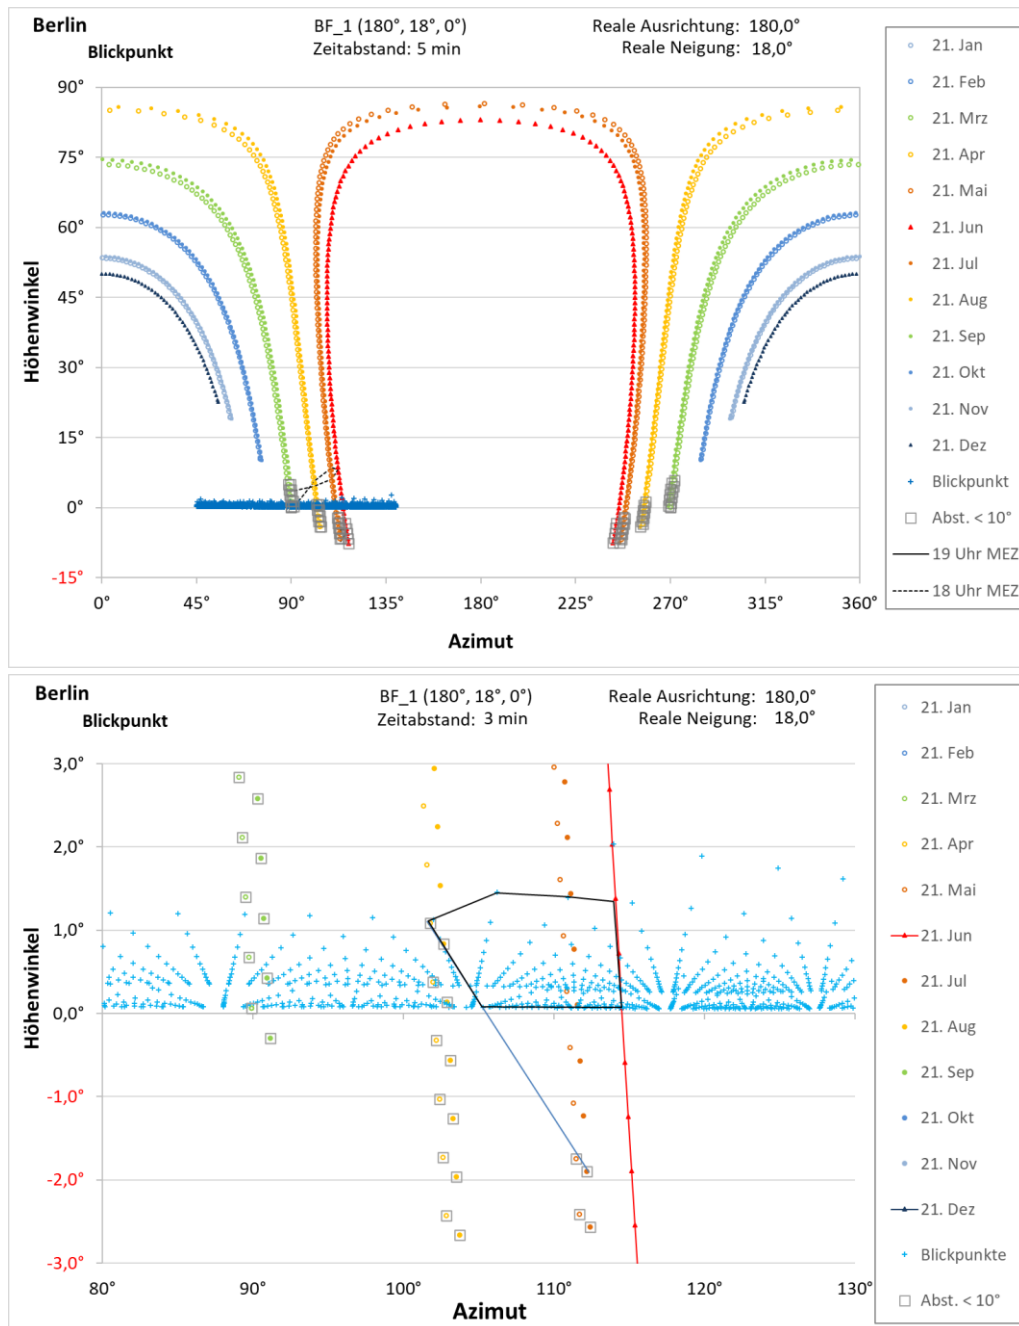 Berlin
BF_1 (180°, 18°, 0°)
Reale Ausrichtung: 180,0°
Blickpunkt
Zeitabstand: 5 min
Reale Neigung: 18,0°
90°
75°
60°
45°
30°
15°
0°
-15°
Höhenwinkel
0°
45°
90°
135°
180°
225°
270°
315°
360°
Azimut
21. Jan
21. Feb
21. Mrz
21. Apr
21. Mai
21. Jun
21. Jul
21. Aug
21. Sep
21. Okt
21. Nov
21. Dez
Blickpunkt
Abst. < 10°
19 Uhr MEZ
18 Uhr MEZ
Berlin
BF_1 (180°, 18°, 0°)
Reale Ausrichtung: 180,0°
Blickpunkt
Zeitabstand: 3 min
Reale Neigung: 18,0°
3,0°
2,0°
1,0°
0,0°
-1,0°
-2,0°
-3,0°
Höhenwinkel
80°
90°
100°
110°
120°
130°
Azimut
21. Jan
21. Feb
21. Mrz
21. Apr
21. Mai
21. Jun
21. Jul
21. Aug
21. Sep
21. Okt
21. Nov
21. Dez
Blickpunkte
Abst. < 10°